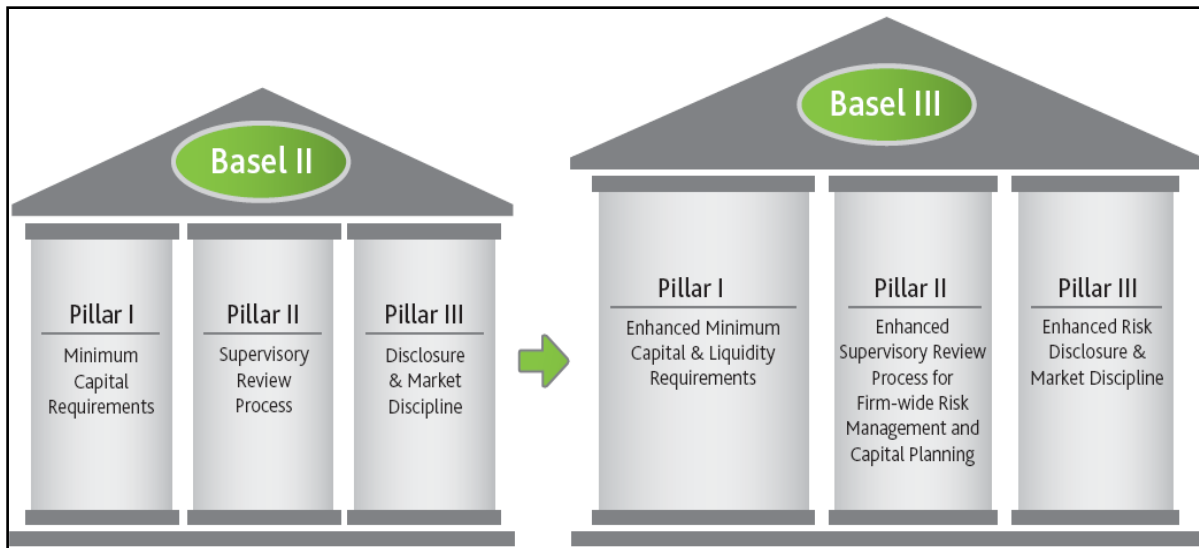 Basel II
Pillar I
Minimum
Capital
Requirements
Pillar II
Supervisory
Review
Process
Pillar III
Disclosure
& Market
Discipline
Basel III
Pillar I
Enhanced Minimum
Capital & Liquidity
Requirements
Pillar II
Enhanced
Supervisory Review
Process for
Firm-wide Risk
Management and
Capital Planning
Pillar III
Enhanced Risk
Disclosure &
Market Discipline